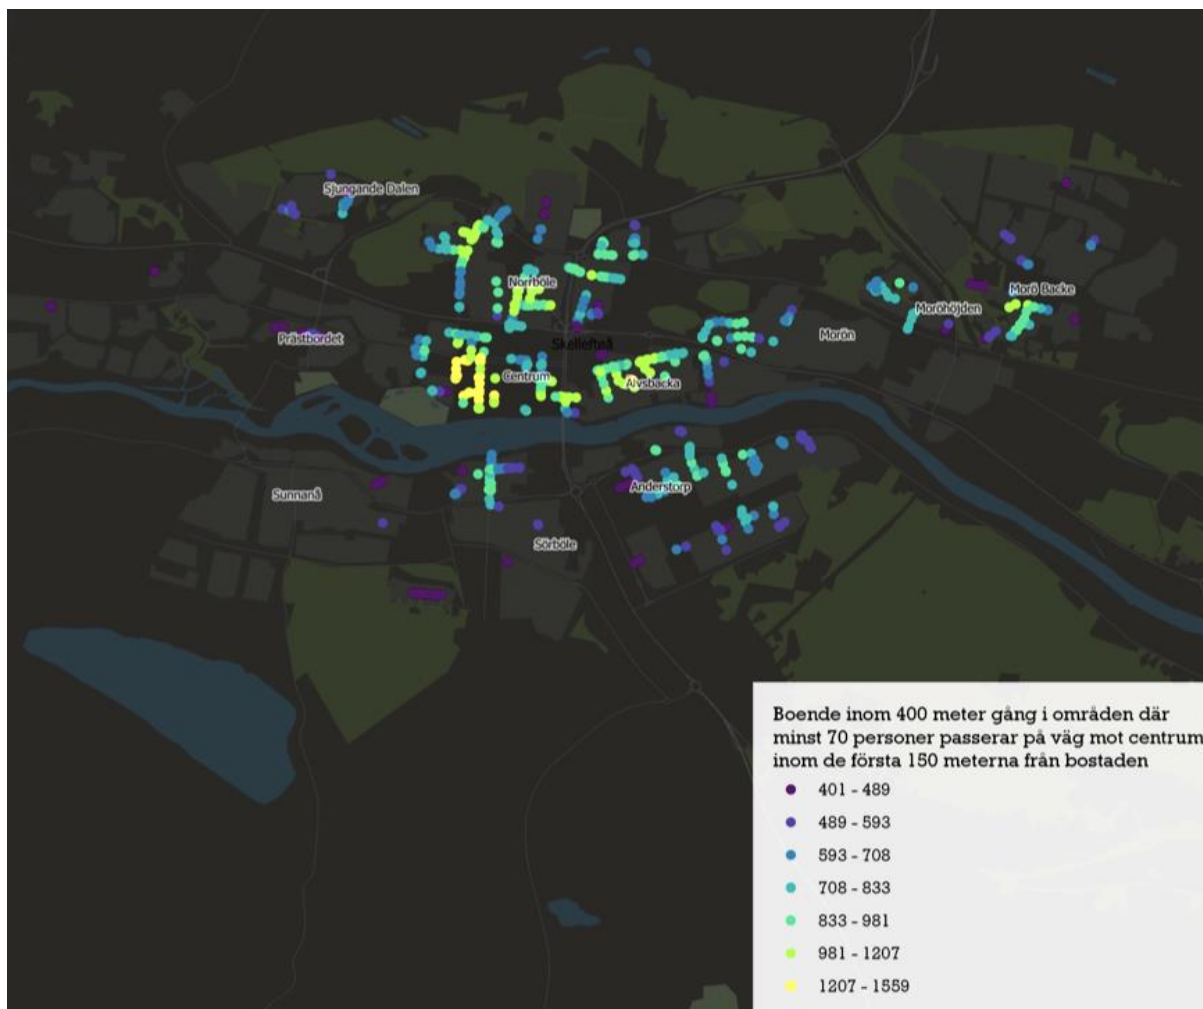 Sjungande Dalen
Norrböle
Morö Backe
Moröhöjden
Prästbordet
Skellefteå
Morön
Centrum
Alvsbacka
Sunnanå
Anderstorp
Sörböle
Boende inom 400 meter gång i områden där
minst 70 personer passerar på väg mot centrum
inom de första 150 meterna från bostaden
401 - 489
489 - 593
593 - 708
708 - 833
833 - 981
981 - 1207
1207 - 1559